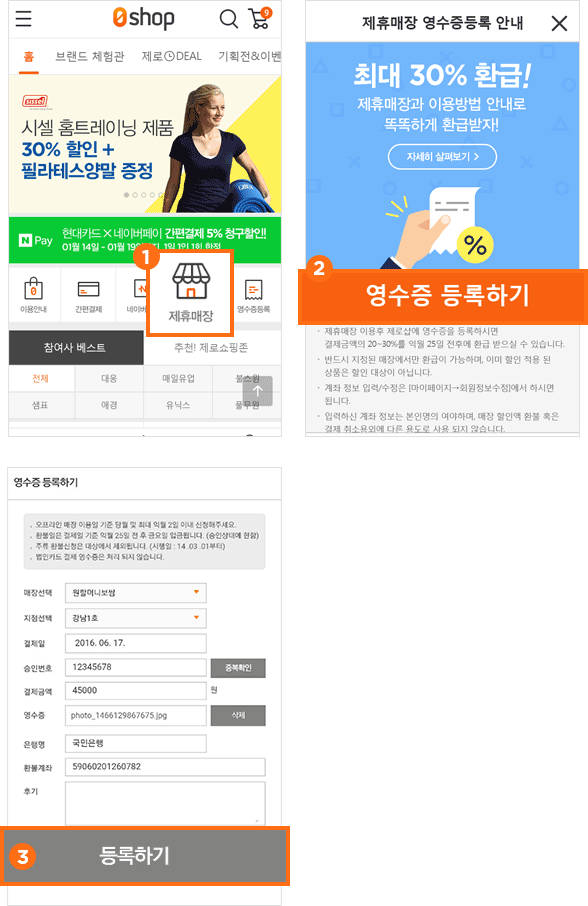 0shop
9
홈 브랜드 체험관 제로DEAL 기획전&이벤
sissel
시셀 홈트레이닝 제품
30% 할인 +
필라테스양말 증정
N Pay
현대카드 X 네이버페이 간편결제 5% 청구할인!
01월 14일 - 01월 19일
1
이용안내 간편결제 네이버 제휴매장 영수증등록
참여사 베스트 추천! 제로쇼핑존
전체 대웅 매일유업 불스원
샘표 애경 유닉스 풀무원
제휴매장 영수증등록 안내
최대 30% 환급!
제휴매장과 이용방법 안내로
똑똑하게 환급받자!
자세히 살펴보기 >
%
2
영수증 등록하기
· 제휴매장 이용후 제로샵에 영수증을 등록하시면
결제금액의 20~30%를 익월 25일 전후에 환급 받으실 수 있습니다.
· 반드시 지정된 매장에서만 환급이 가능하며, 이미 할인 적용 된
상품은 할인 대상이 아닙니다.
· 계좌 정보 입력/수정은 [마이페이지→회원정보수정]에서 하시면
됩니다.
· 입력하신 계좌 정보는 본인명의 여야하며, 매장 할인액 환불 혹은
결제 취소용외에 다른 용도로 사용 되지 않습니다.
영수증 등록하기
. 오프라인 매장 이용일 기준 당월 및 최대 익월 2일 이내 신청해주세요.
. 환불일은 결제일 기준 익월 25일 전 후 금요일 입금됩니다. (승인상태에 한함)
. 주류 환불신청은 대상에서 제외됩니다. (시행일 : 14 .03 .01부터)
. 법인카드 결제 영수증은 처리 되지 않습니다.
매장선택 원할머니보쌈
지점선택 강남1호
결제일 2016. 06. 17.
승인번호 12345678 중복확인
결제금액 45000 원
영수증 photo_1466129867675.jpg 삭제
은행명 국민은행
환불계좌 59060201260782
후기
3
등록하기